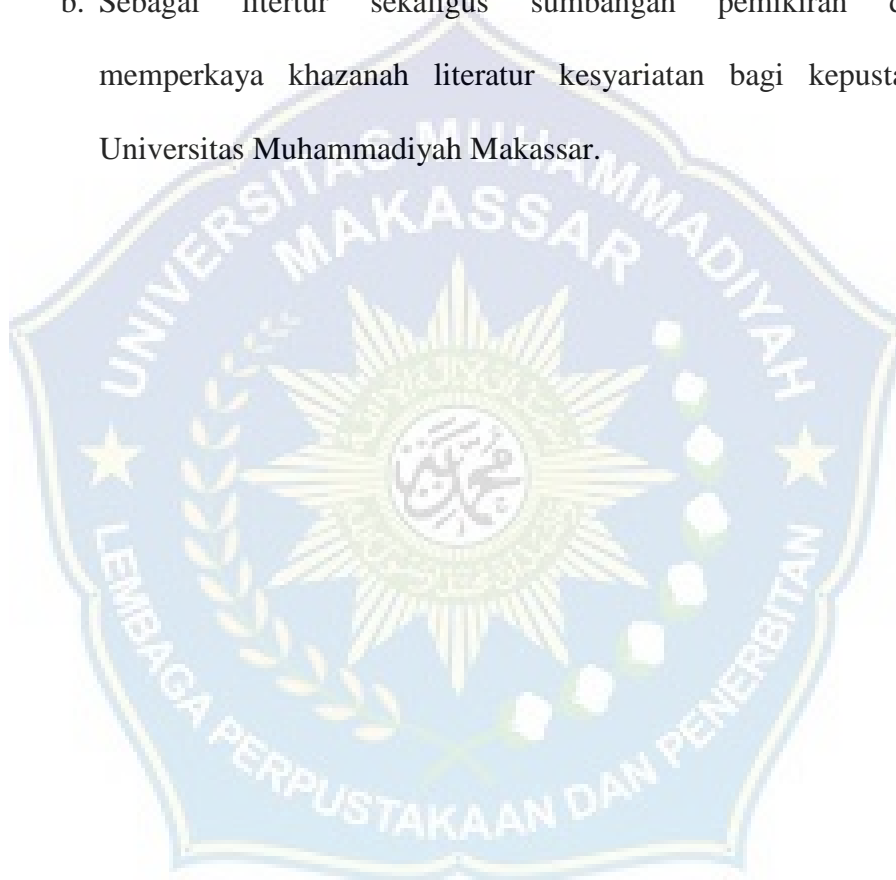 b. Sebagai litertur sekaligus sumbangan pemikiran
memperkaya khazanah literatur kesyariatan bagi
Universitas Muhammadiyah Makassar.
UNIVERSITAS MUHAMMADIYAH
MAKASSAR
LEMBAGA PERPUSTAKAAN DAN PENERBITAN